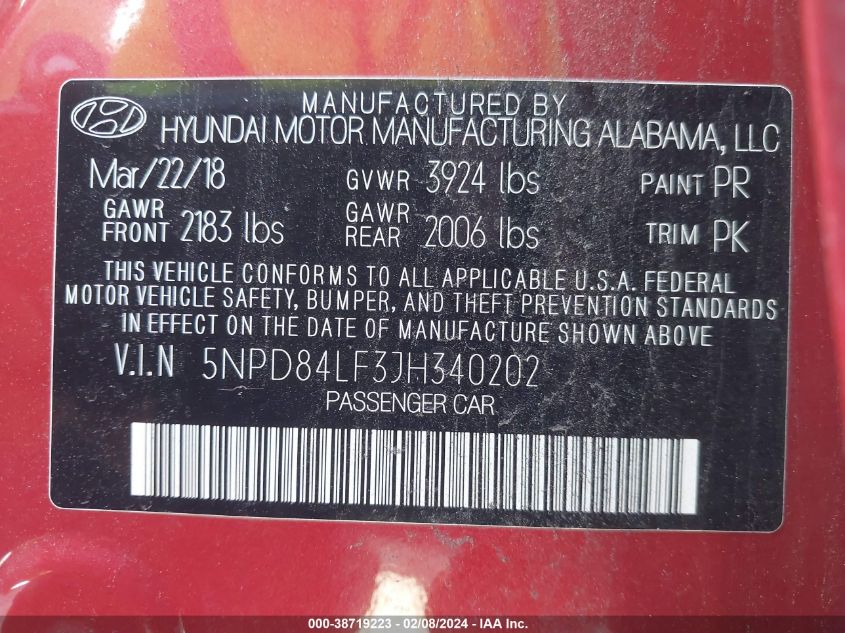 MANUFACTURED BY
HYUNDAI MOTOR MANUFACTURING ALABAMA, LLC
Mar/22/18 GVWR 3924 lbs PAINT PR
GAWR FRONT 2183 lbs GAWR REAR 2006 lbs TRIM PK
THIS VEHICLE CONFORMS TO ALL APPLICABLE U.S.A. FEDERAL
MOTOR VEHICLE SAFETY, BUMPER, AND THEFT PREVENTION STANDARDS
IN EFFECT ON THE DATE OF MANUFACTURE SHOWN ABOVE
V.I.N 5NPD84LF3JH340202
PASSENGER CAR
000-38719223 - 02/08/2024 - IAA Inc.